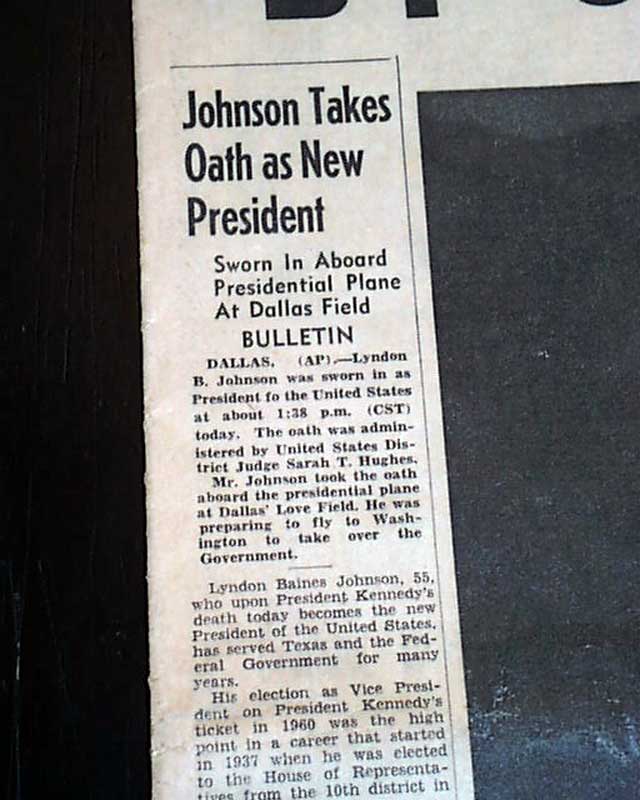 Johnson Takes
Oath as New
President
Sworn In Aboard
Presidential Plane
At Dallas Field
BULLETIN
DALLAS, (AP).—Lyndon
B. Johnson was sworn in as
President fo the United States
at about 1:38 p.m. (CST)
today. The oath was admin-
istered by United States Dis-
trict Judge Sarah T. Hughes.
Mr. Johnson took the oath
aboard the presidential plane
at Dallas' Love Field. He was
preparing to fly to Wash-
ington to take over the
Government.
Lyndon Baines Johnson, 55,
who upon President Kennedy's
death today becomes the new
President of the United States,
has served Texas and the Fed-
eral Government for many
years.
His election as Vice Presi-
dent on President Kennedy's
ticket in 1960 was the high
point in a career that started
in 1937 when he was elected
to the House of Representa-
tives from the 10th district in